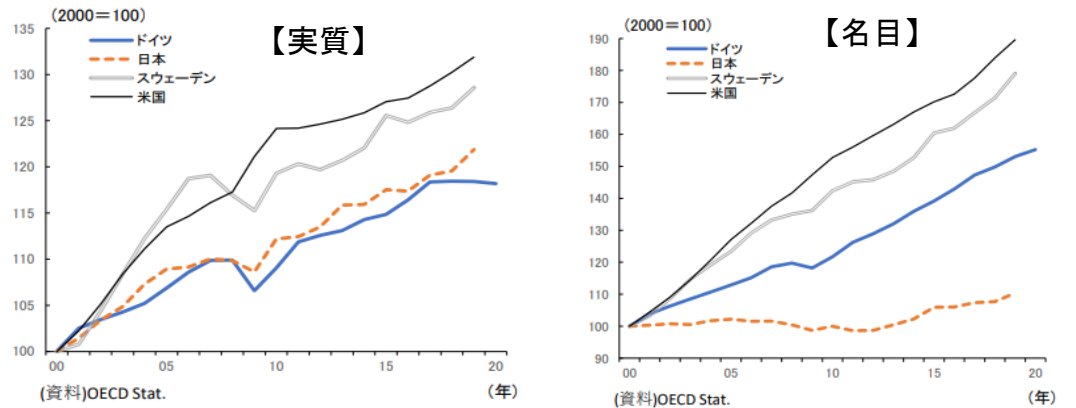 (2000＝100)
【実質】
135
130
125
120
115
110
105
100
ドイツ
日本
スウェーデン
米国
00 05 10 15 20
(資料)OECD Stat.
(年)
(2000＝100)
【名目】
190
180
170
160
150
140
130
120
110
100
90
ドイツ
日本
スウェーデン
米国
00 05 10 15 20
(資料)OECD Stat.
(年)